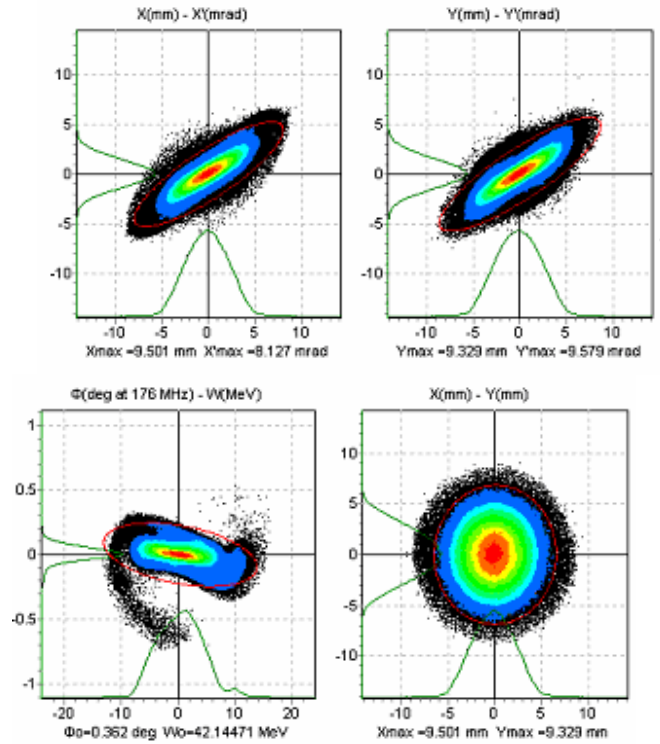 X(mm) - X'(mrad)
10
5
0
-5
-10
-10 -5 0 5 10
Xmax =9.501 mm X'max =8.127 mrad
Y(mm) - Y'(mrad)
10
5
0
-5
-10
-10 -5 0 5 10
Ymax =9.329 mm Y'max =9.579 mrad
Φ(deg at 176 MHz) - W(MeV)
1
0.5
0
-0.5
-1
-20 -10 0 10 20
Φo=0.362 deg Wo=42.14471 MeV
X(mm) - Y(mm)
10
5
0
-5
-10
-10 -5 0 5 10
Xmax =9.501 mm Ymax =9.329 mm